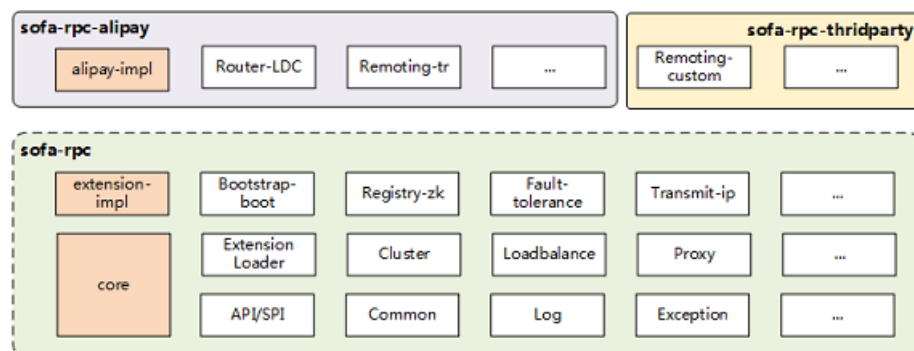 sofa-rpc-alipay
alipay-impl
Router-LDC
Remoting-tr
...
sofa-rpc-thridparty
Remoting-
custom
...
sofa-rpc
extension-
impl
Bootstrap-
boot
Registry-zk
Fault-
tolerance
Transmit-ip
...
core
Extension
Loader
Cluster
Loadbalance
Proxy
...
API/SPI
Common
Log
Exception
...